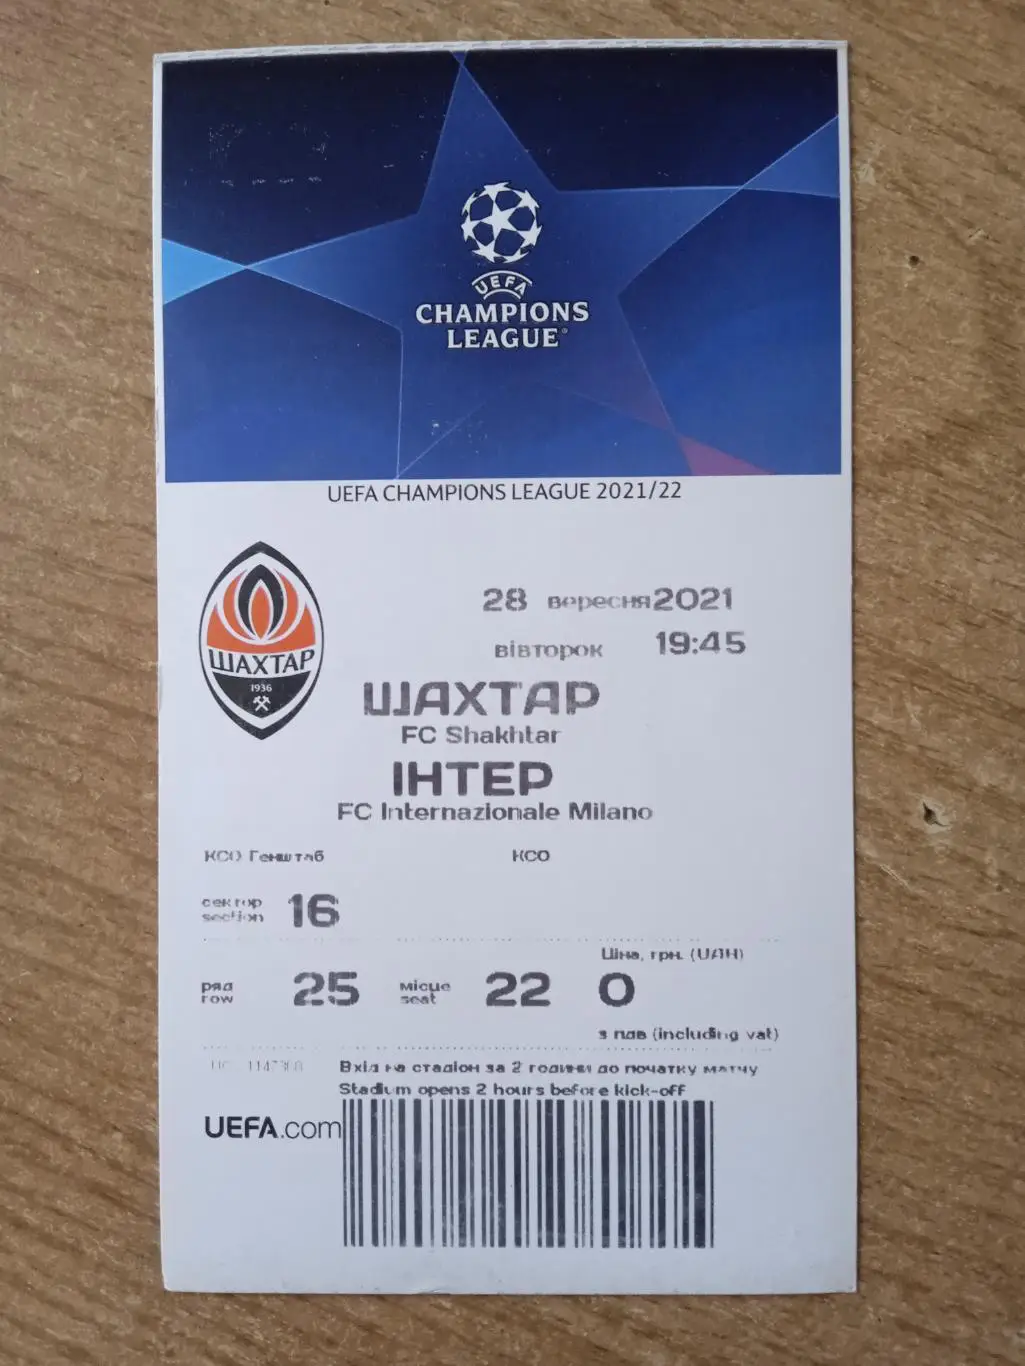 UEFA
CHAMPIONS
LEAGUE®
UEFA CHAMPIONS LEAGUE 2021/22
ШАХТАР
1936
28 вересня 2021
вівторок 19:45
ШАХТАР
FC Shakhtar
ІНТЕР
FC Internazionale Milano
КСО Генштаб КСО
сектор
section 16
Ціна, грн. (UAH)
ряд
row 25 місце
seat 22 0
з пдв (including vat)
Вхід на стадіон за 2 години до початку матчу
Stadium opens 2 hours before kick-off
UEFA.com